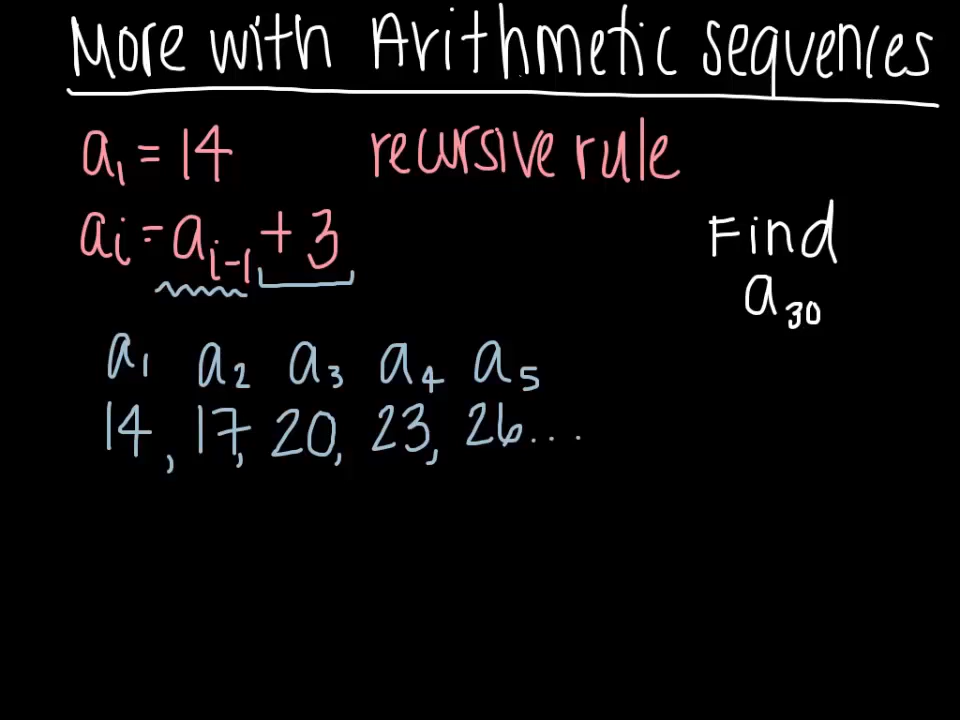 More with Arithmetic sequences
a₁ = 14 recursive rule
aᵢ = aᵢ₋₁ + 3
Find
a₃₀
a₁ a₂ a₃ a₄ a₅
14, 17, 20, 23, 26...